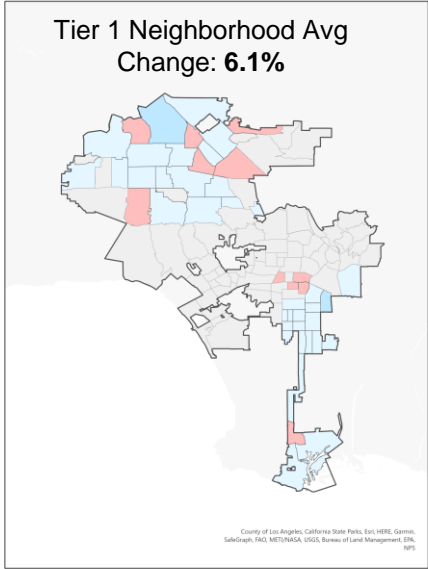 Tier 1 Neighborhood Avg
Change: 6.1%
County of Los Angeles, California State Parks, Esri, HERE, Garmin,
SafeGraph, FAO, METI/NASA, USGS, Bureau of Land Management, EPA,
NPS